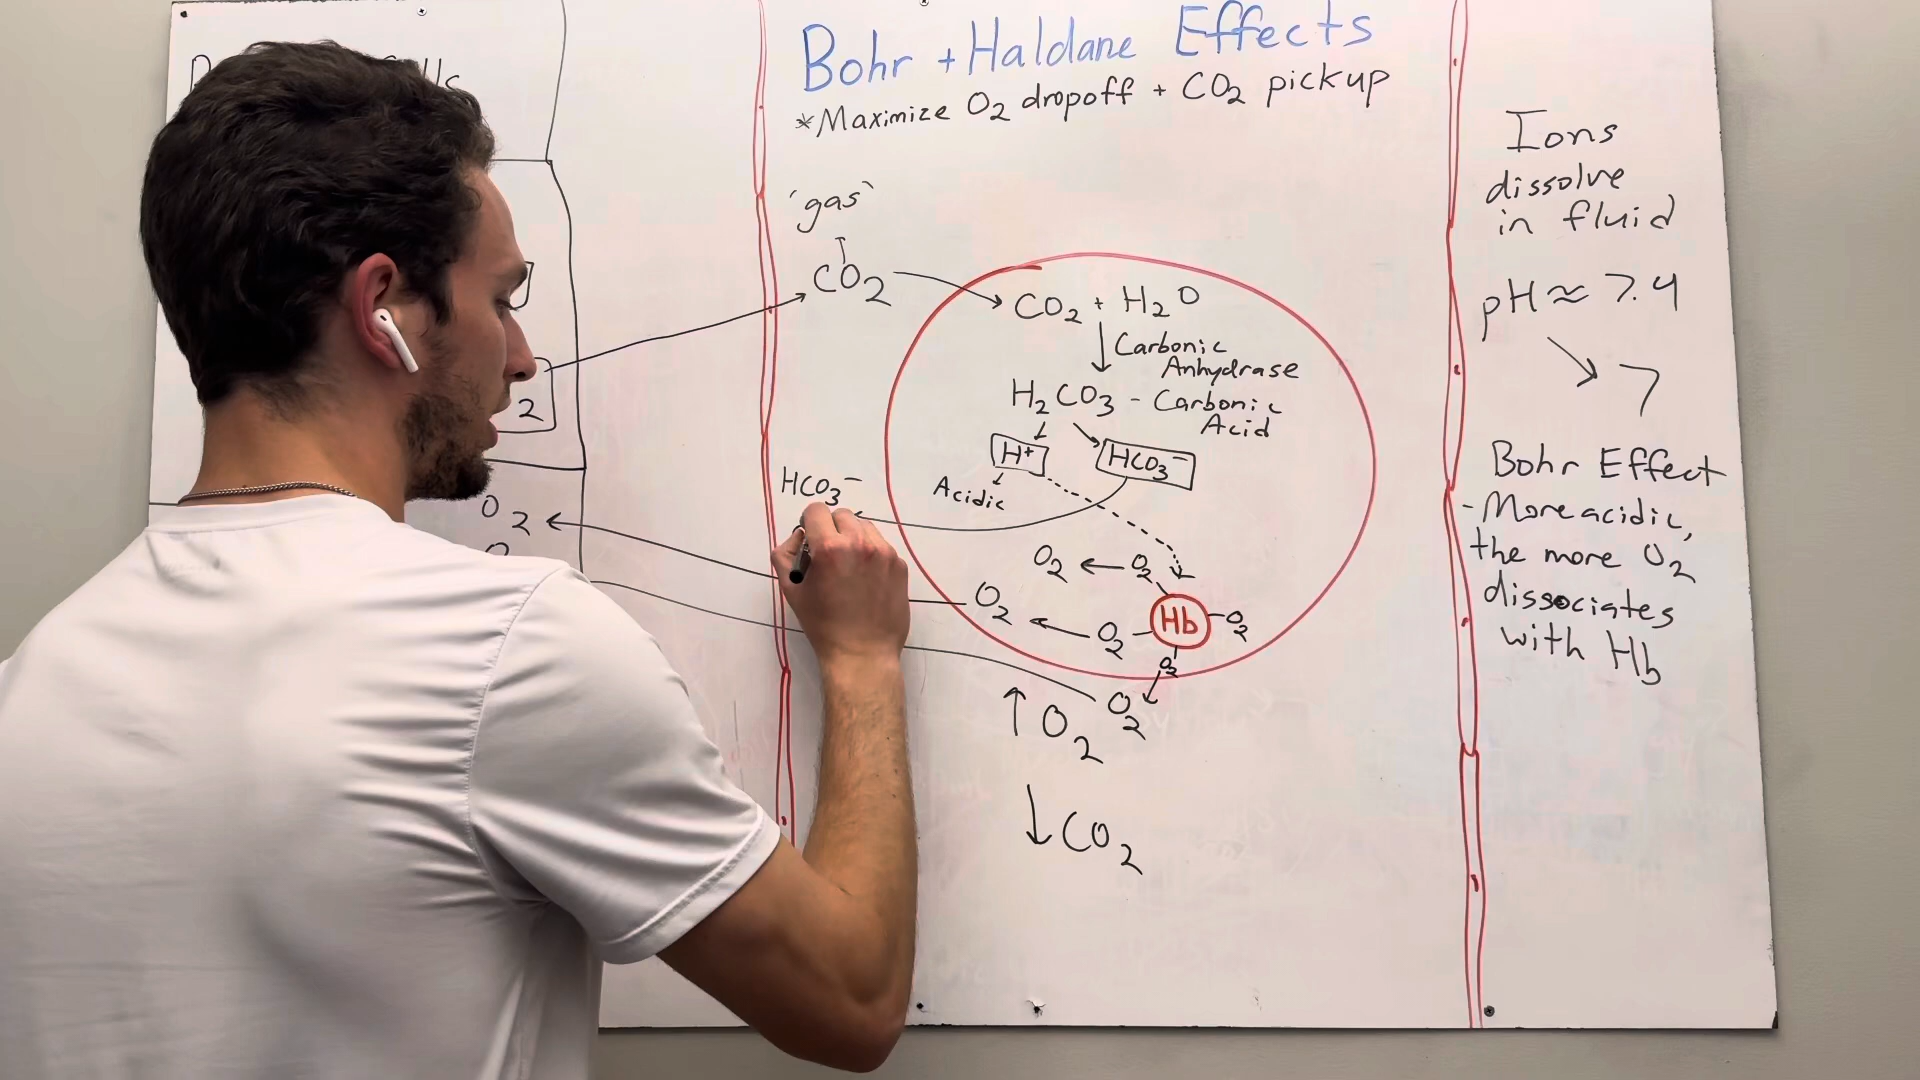 Bohr + Haldane Effects
*Maximize O2 dropoff + CO2 pickup
"gas"
CO2
CO2 + H2O
Carbonic
Anhydrase
H2CO3 - Carbonic
Acid
H+
HCO3-
Acidic
HCO3-
2
O2
O2 ← O2
O2
O2
Hb
O2
O2
O2
↑ O2
↓ CO2
Ions
dissolve
in fluid
pH ≈ 7.4
↘ 7
Bohr Effect
- More acidic,
the more O2
dissociates
with Hb